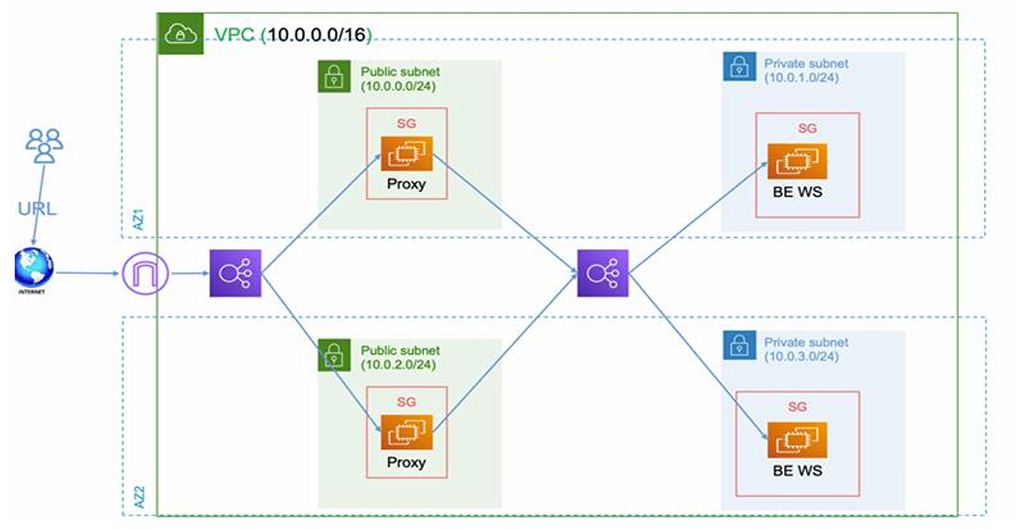 VPC (10.0.0.0/16)
Public subnet
(10.0.0.0/24)
SG
Proxy
Private subnet
(10.0.1.0/24)
SG
BE WS
URL
AZ1
INTERNET
Public subnet
(10.0.2.0/24)
SG
Proxy
Private subnet
(10.0.3.0/24)
SG
BE WS
AZ2